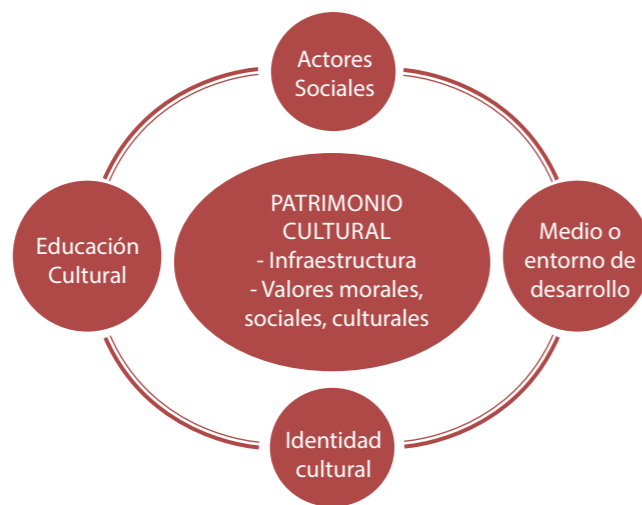 Actores
Sociales
Educación
Cultural
PATRIMONIO
CULTURAL
- Infraestructura
- Valores morales,
sociales, culturales
Medio o
entorno de
desarrollo
Identidad
cultural